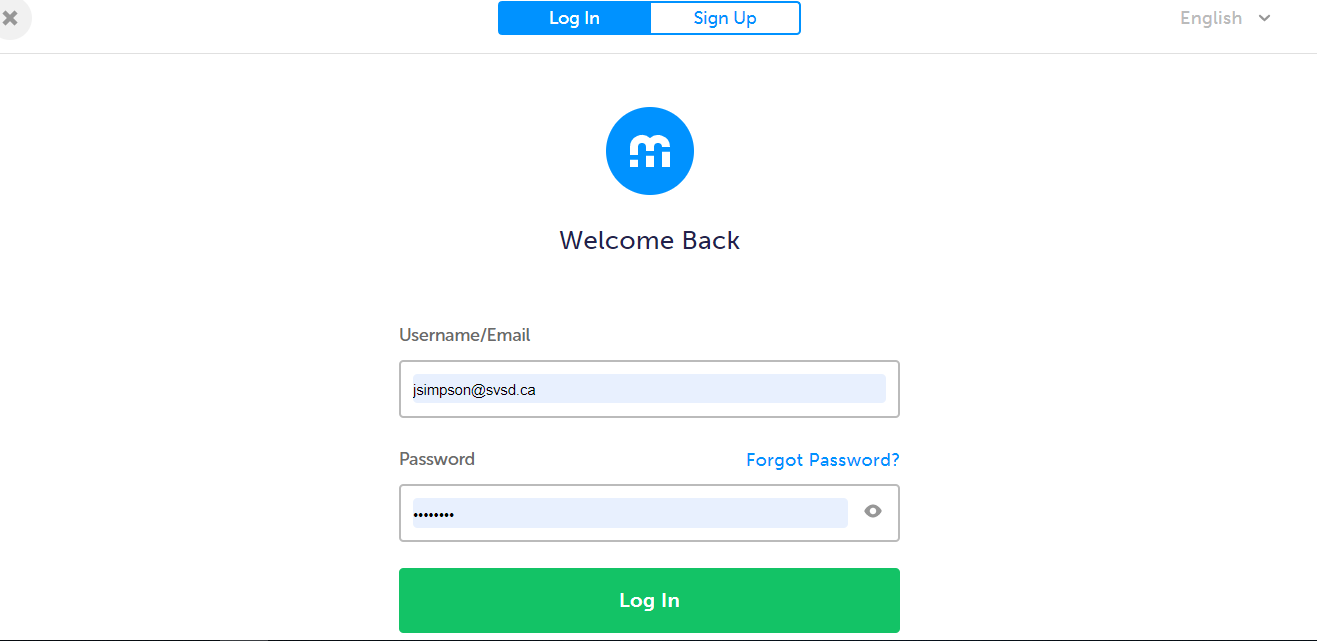 Log In
Sign Up
English
Welcome Back
Username/Email
jsimpson@svsd.ca
Password
Forgot Password?
••••••••
Log In